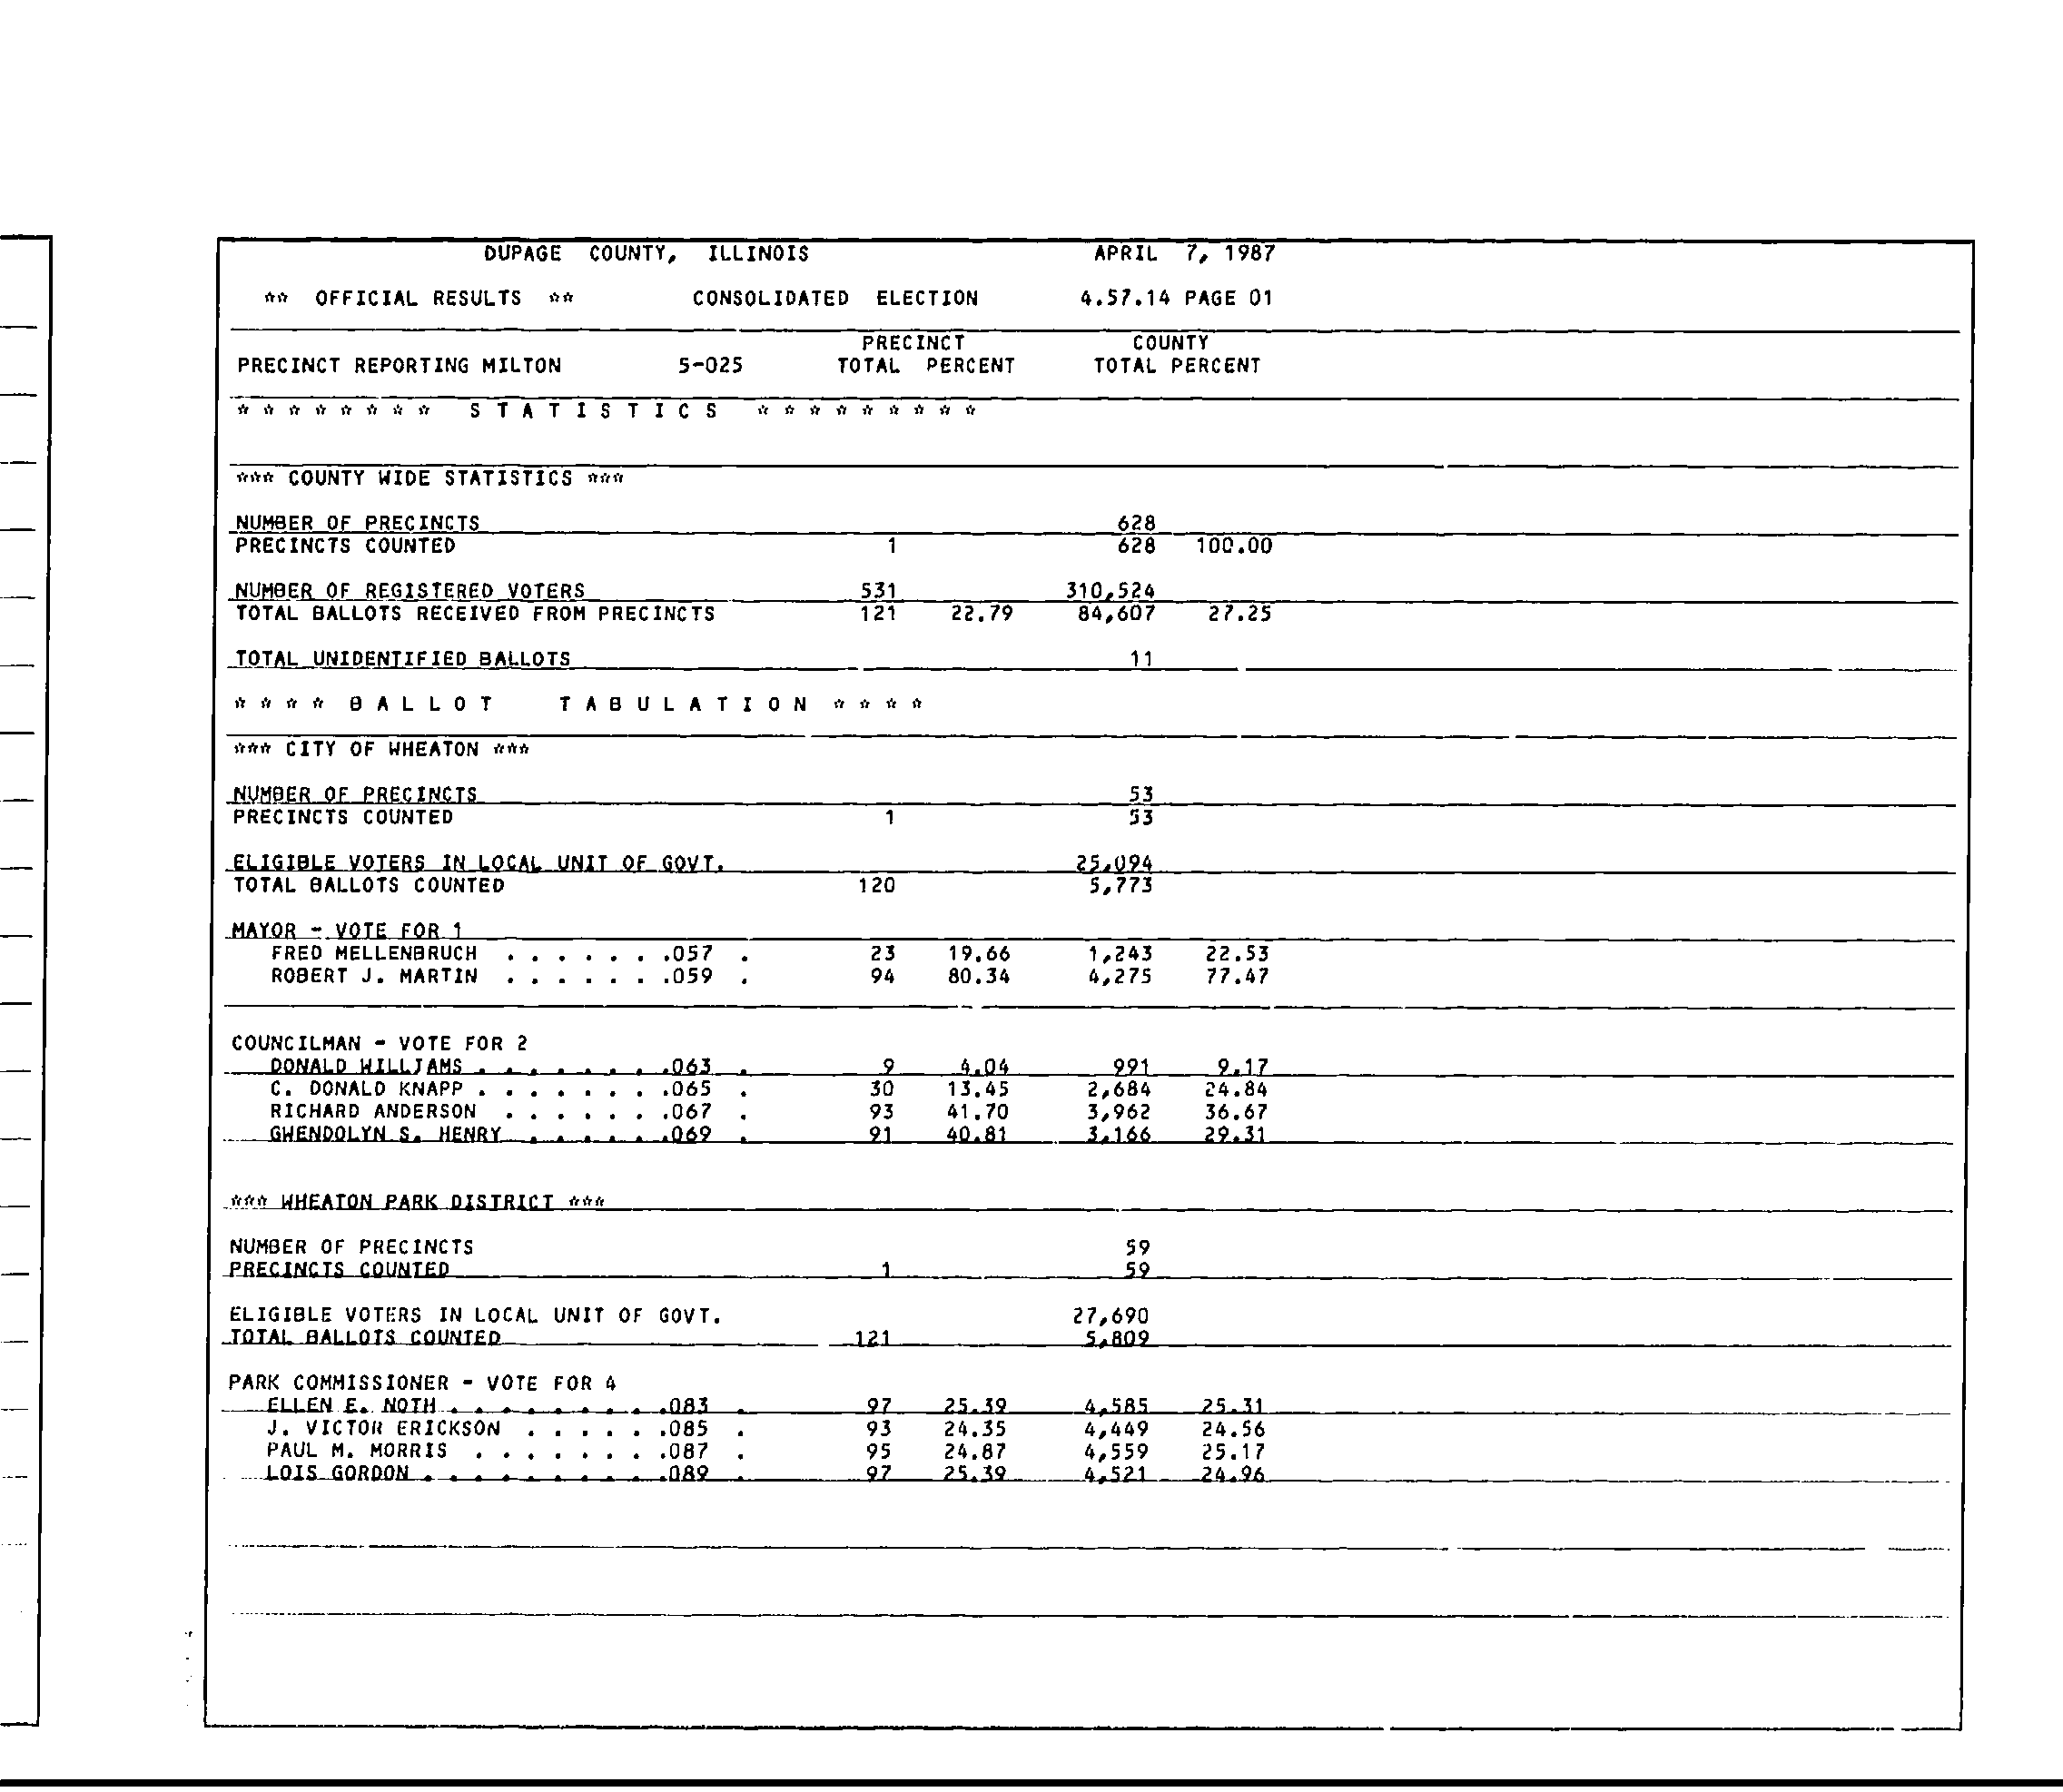 DUPAGE COUNTY, ILLINOIS APRIL 7, 1987
** OFFICIAL RESULTS ** CONSOLIDATED ELECTION 4.57.14 PAGE 01
PRECINCT COUNTY
PRECINCT REPORTING MILTON 5-025 TOTAL PERCENT TOTAL PERCENT
* * * * * * * * S T A T I S T I C S * * * * * * * * *
*** COUNTY WIDE STATISTICS ***
NUMBER OF PRECINCTS 628
PRECINCTS COUNTED 1 628 100.00
NUMBER OF REGISTERED VOTERS 531 310,524
TOTAL BALLOTS RECEIVED FROM PRECINCTS 121 22.79 84,607 27.25
TOTAL UNIDENTIFIED BALLOTS 11
* * * * B A L L O T T A B U L A T I O N * * * *
*** CITY OF WHEATON ***
NUMBER OF PRECINCTS 53
PRECINCTS COUNTED 1 53
ELIGIBLE VOTERS IN LOCAL UNIT OF GOVT. 25,094
TOTAL BALLOTS COUNTED 120 5,773
MAYOR - VOTE FOR 1
FRED MELLENBRUCH . . . . . . .057 . 23 19.66 1,243 22.53
ROBERT J. MARTIN . . . . . . .059 . 94 80.34 4,275 77.47
COUNCILMAN - VOTE FOR 2
DONALD WILLIAMS . . . . . . . .063 . 9 4.04 991 9.17
C. DONALD KNAPP . . . . . . . .065 . 30 13.45 2,684 24.84
RICHARD ANDERSON . . . . . . .067 . 93 41.70 3,962 36.67
GWENDOLYN S. HENRY . . . . . .069 . 91 40.81 3,166 29.31
*** WHEATON PARK DISTRICT ***
NUMBER OF PRECINCTS 59
PRECINCTS COUNTED 1 59
ELIGIBLE VOTERS IN LOCAL UNIT OF GOVT. 27,690
TOTAL BALLOTS COUNTED 121 5,809
PARK COMMISSIONER - VOTE FOR 4
ELLEN E. NOTH . . . . . . . . .083 . 97 25.39 4,585 25.31
J. VICTOR ERICKSON . . . . . .085 . 93 24.35 4,449 24.56
PAUL M. MORRIS . . . . . . . .087 . 95 24.87 4,559 25.17
LOIS GORDON . . . . . . . . . .089 . 97 25.39 4,521 24.96